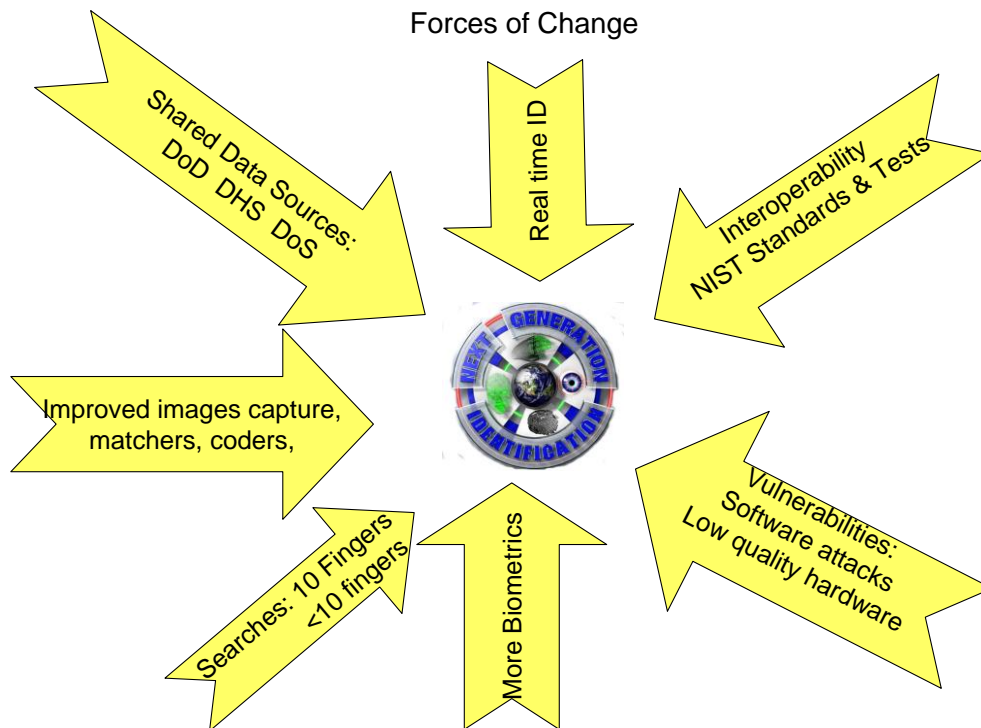 Forces of Change
Shared Data Sources:
DoD DHS DoS
Real time ID
Interoperability
NIST Standards & Tests
NEXT GENERATION
IDENTIFICATION
Improved images capture,
matchers, coders,
Vulnerabilities:
Software attacks
Low quality hardware
Searches: 10 Fingers
<10 fingers
More Biometrics